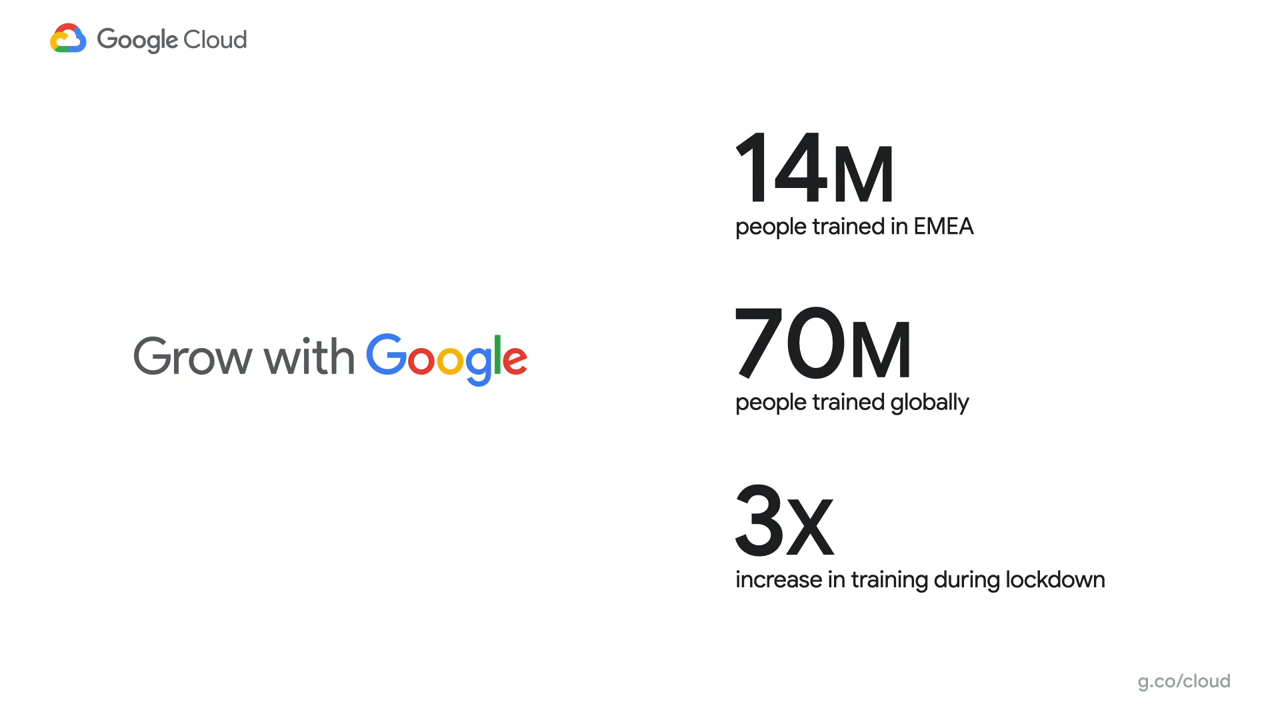 Google Cloud
Grow with Google
14M
people trained in EMEA
70M
people trained globally
3X
increase in training during lockdown
g.co/cloud